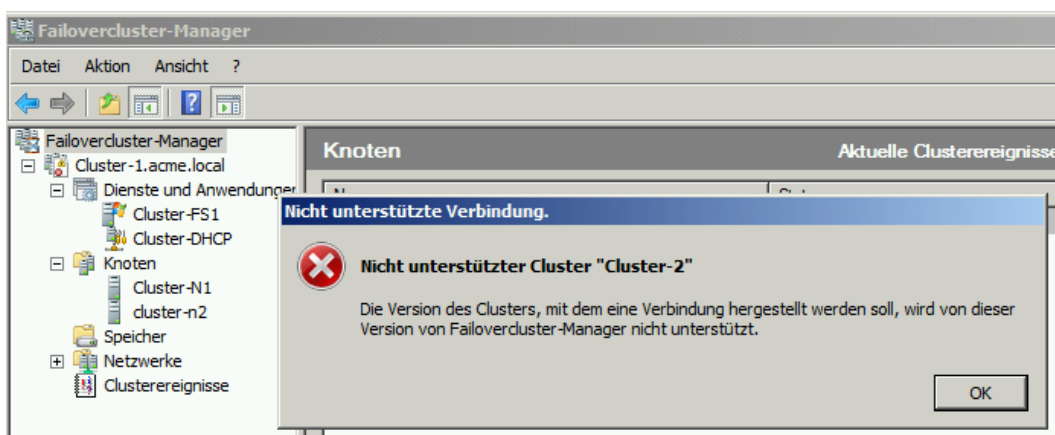 Failovercluster-Manager
Datei Aktion Ansicht ?
Failovercluster-Manager
Cluster-1.acme.local
Dienste und Anwendungen
Cluster-FS1
Cluster-DHCP
Knoten
Cluster-N1
cluster-n2
Speicher
Netzwerke
Clusterereignisse
Knoten
Aktuelle Clusterereignisse
Nicht unterstützte Verbindung.
Nicht unterstützter Cluster "Cluster-2"
Die Version des Clusters, mit dem eine Verbindung hergestellt werden soll, wird von dieser
Version von Failovercluster-Manager nicht unterstützt.
OK